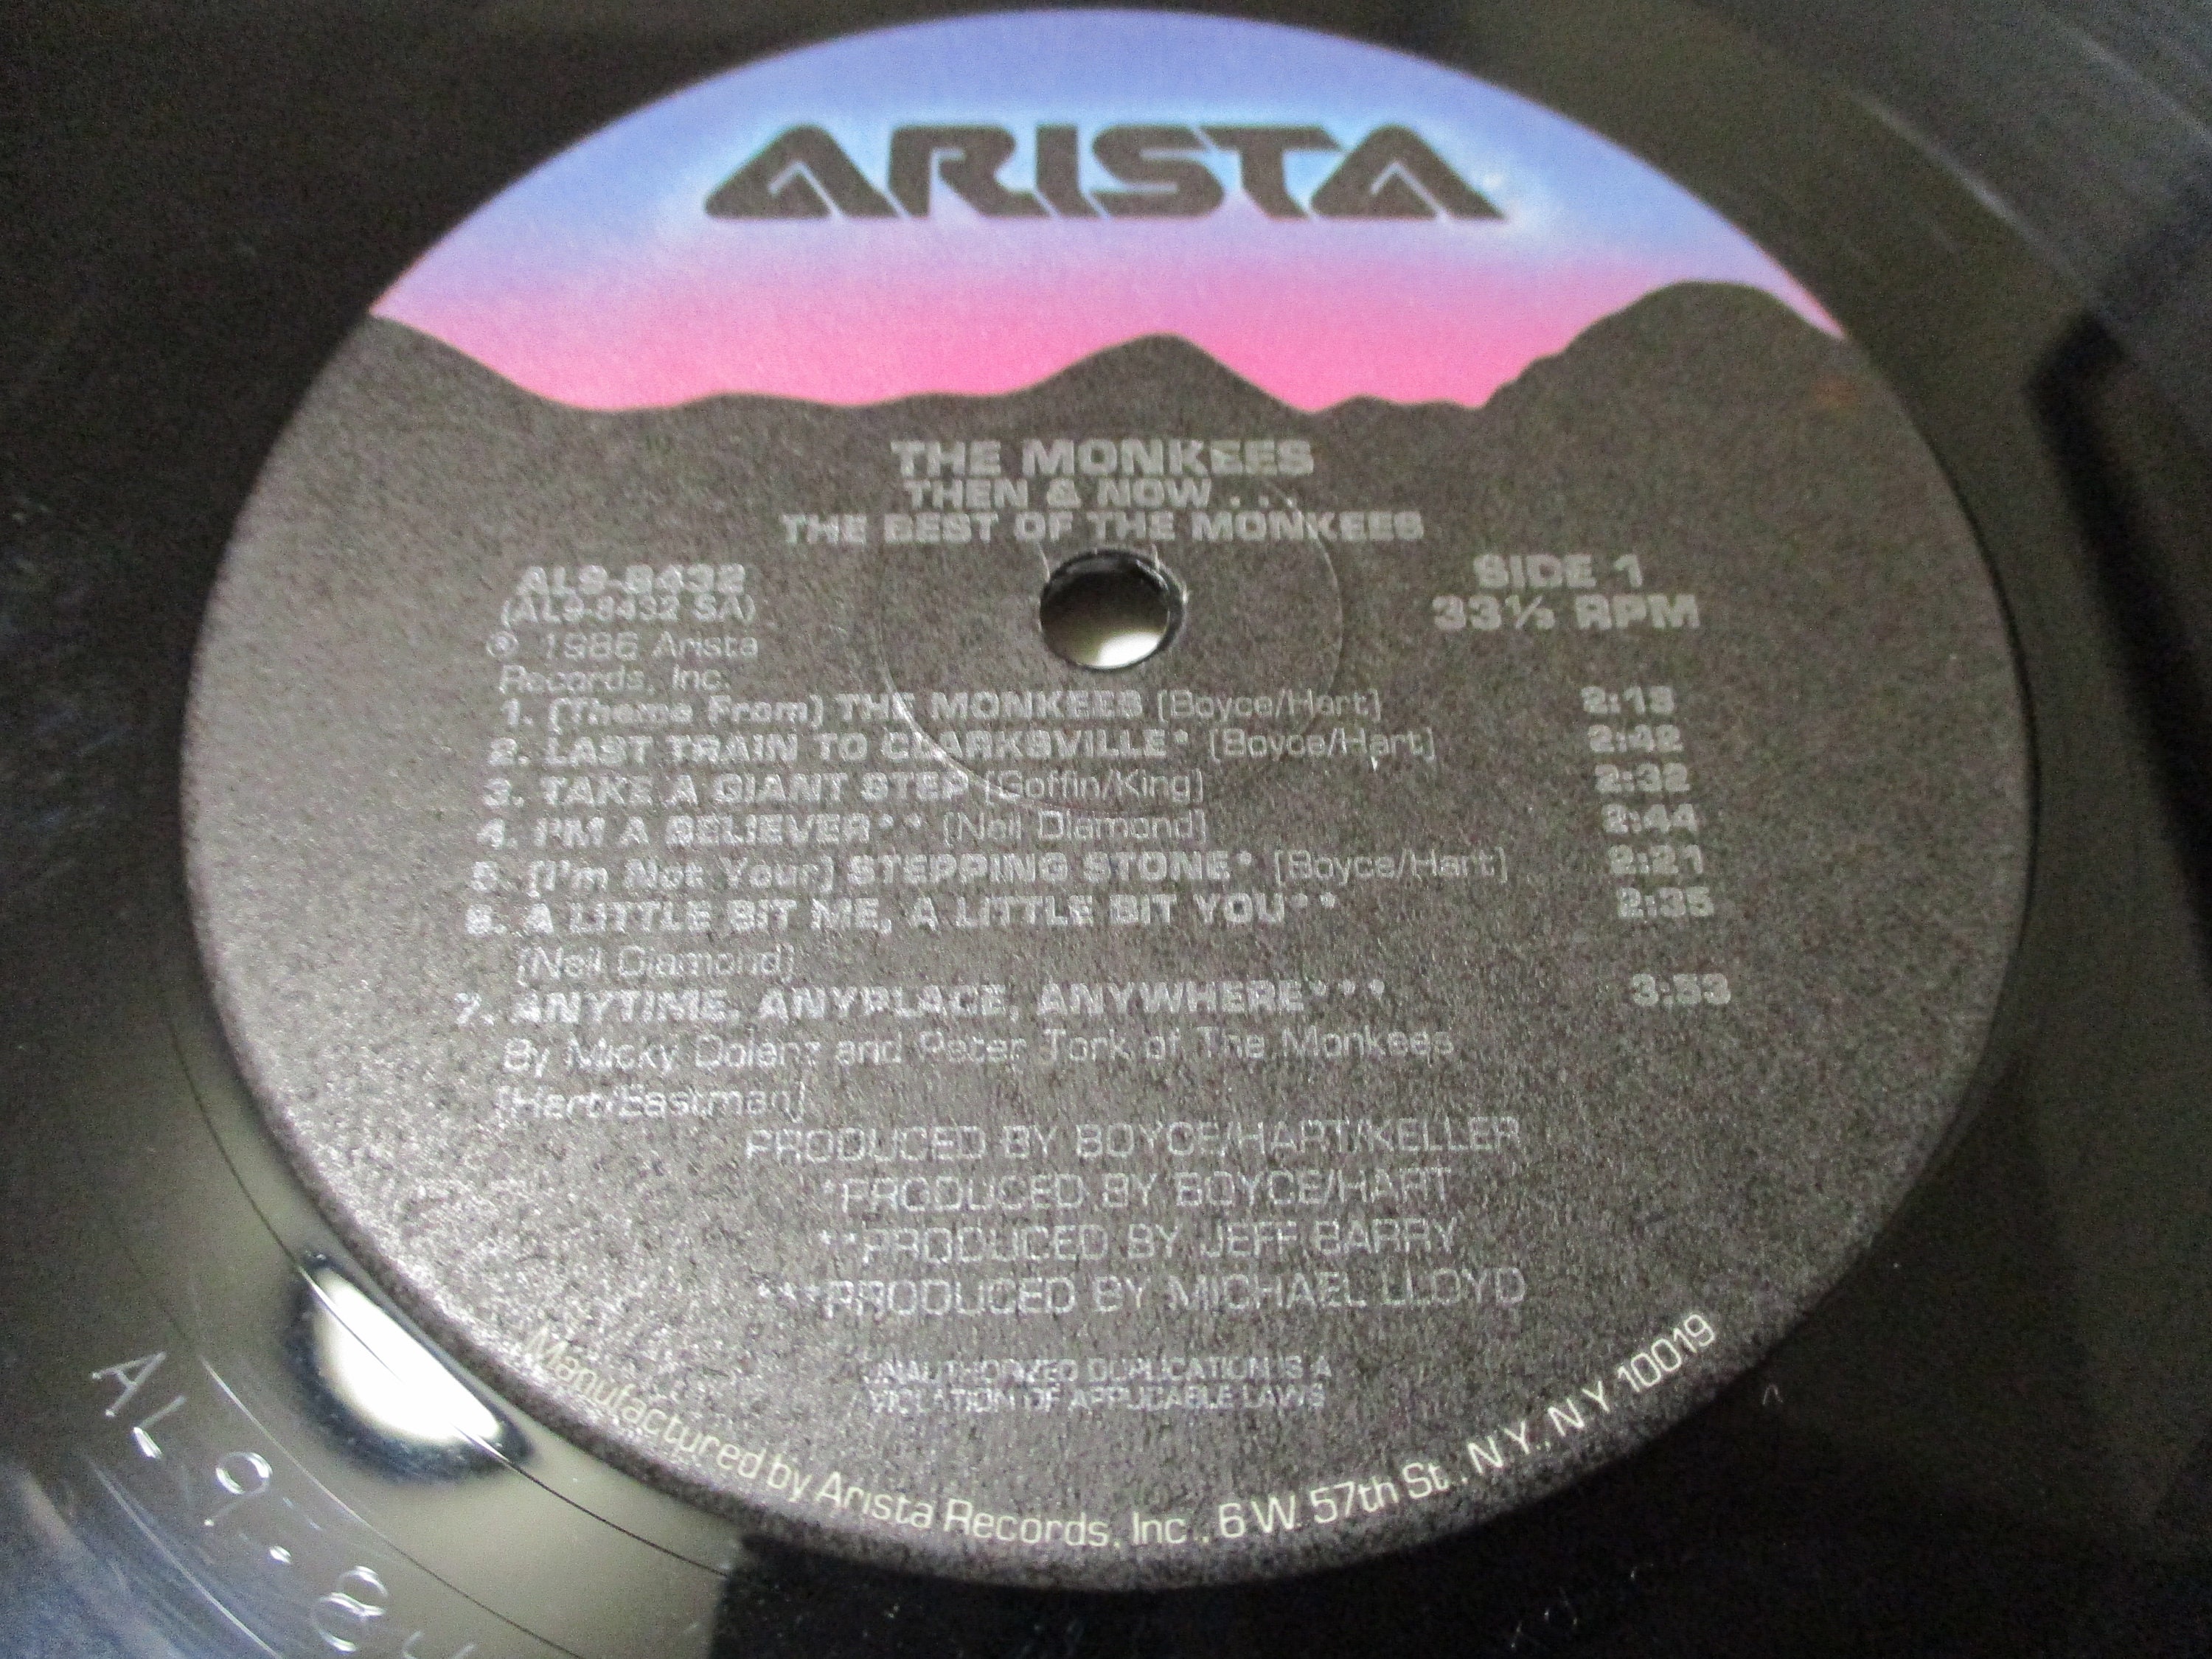 ARISTA
THE MONKEES
THEN & NOW...
THE BEST OF THE MONKEES
AL9-8432
(AL9-8432 SA)
℗ 1986 Arista
Records, Inc.
SIDE 1
33⅓ RPM
1. (Theme From) THE MONKEES (Boyce/Hart)
2. LAST TRAIN TO CLARKSVILLE* (Boyce/Hart) 2:42
3. TAKE A GIANT STEP (Goffin/King) 2:32
4. I'M A BELIEVER** (Neil Diamond) 2:44
5. (I'm Not Your) STEPPING STONE* (Boyce/Hart) 2:21
6. A LITTLE BIT ME, A LITTLE BIT YOU** 2:35
(Neil Diamond)
7. ANYTIME, ANYPLACE, ANYWHERE*** 3:53
By Micky Dolenz and Peter Tork of The Monkees
(Hart/Eastman)
PRODUCED BY BOYCE/HART/KELLER
*PRODUCED BY BOYCE/HART
**PRODUCED BY JEFF BARRY
***PRODUCED BY MICHAEL LLOYD
UNAUTHORIZED DUPLICATION IS A
VIOLATION OF APPLICABLE LAWS
Manufactured by Arista Records, Inc., 6 W. 57th St., N.Y., N.Y. 10019
AL9-8